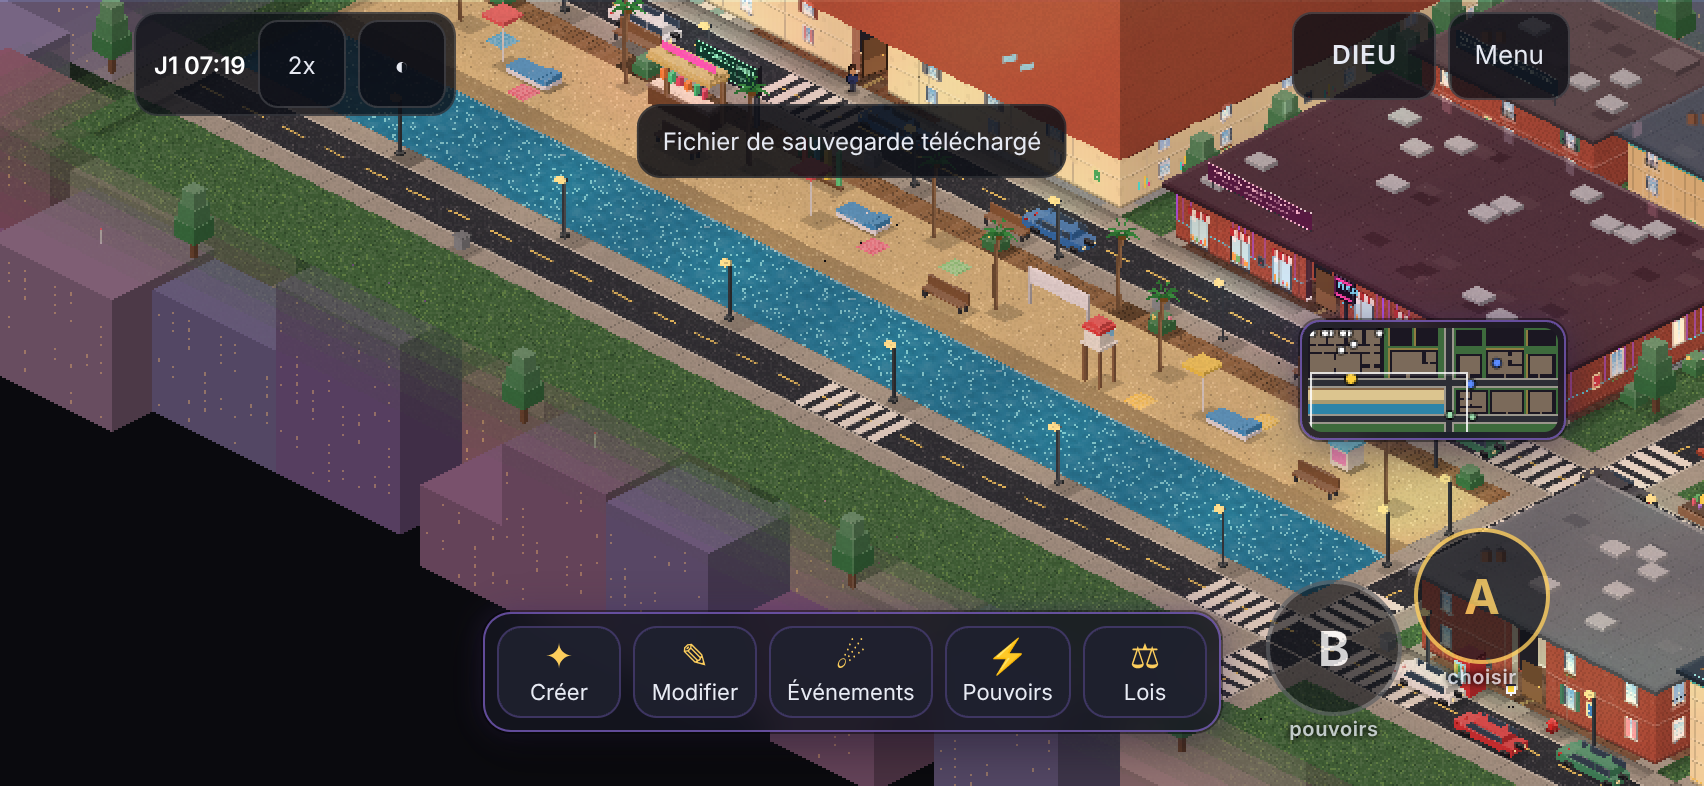 J1 07:19
2x
DIEU
Menu
Fichier de sauvegarde téléchargé
Créer
Modifier
Événements
Pouvoirs
Lois
B
pouvoirs
A
choisir